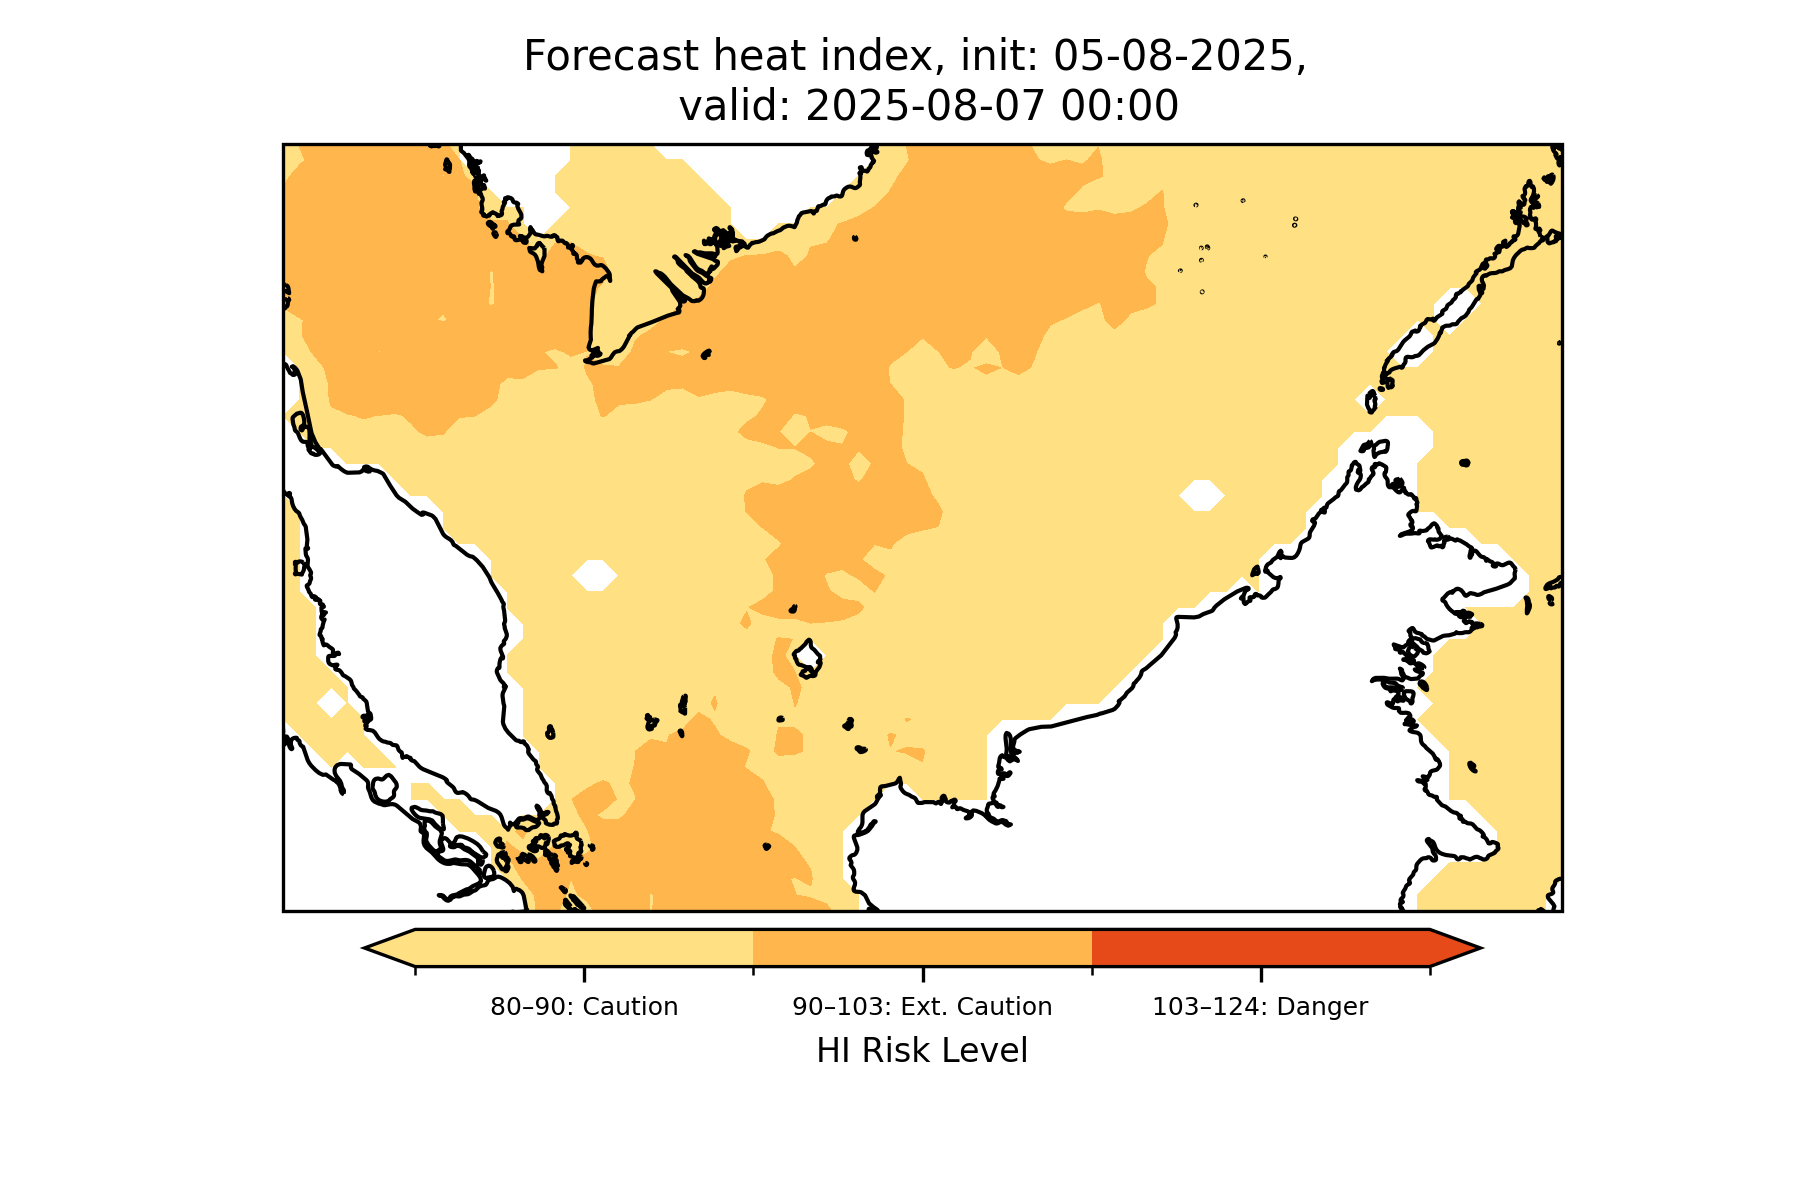 Forecast heat index, init: 05-08-2025,
valid: 2025-08-07 00:00
80–90: Caution
90–103: Ext. Caution
103–124: Danger
HI Risk Level